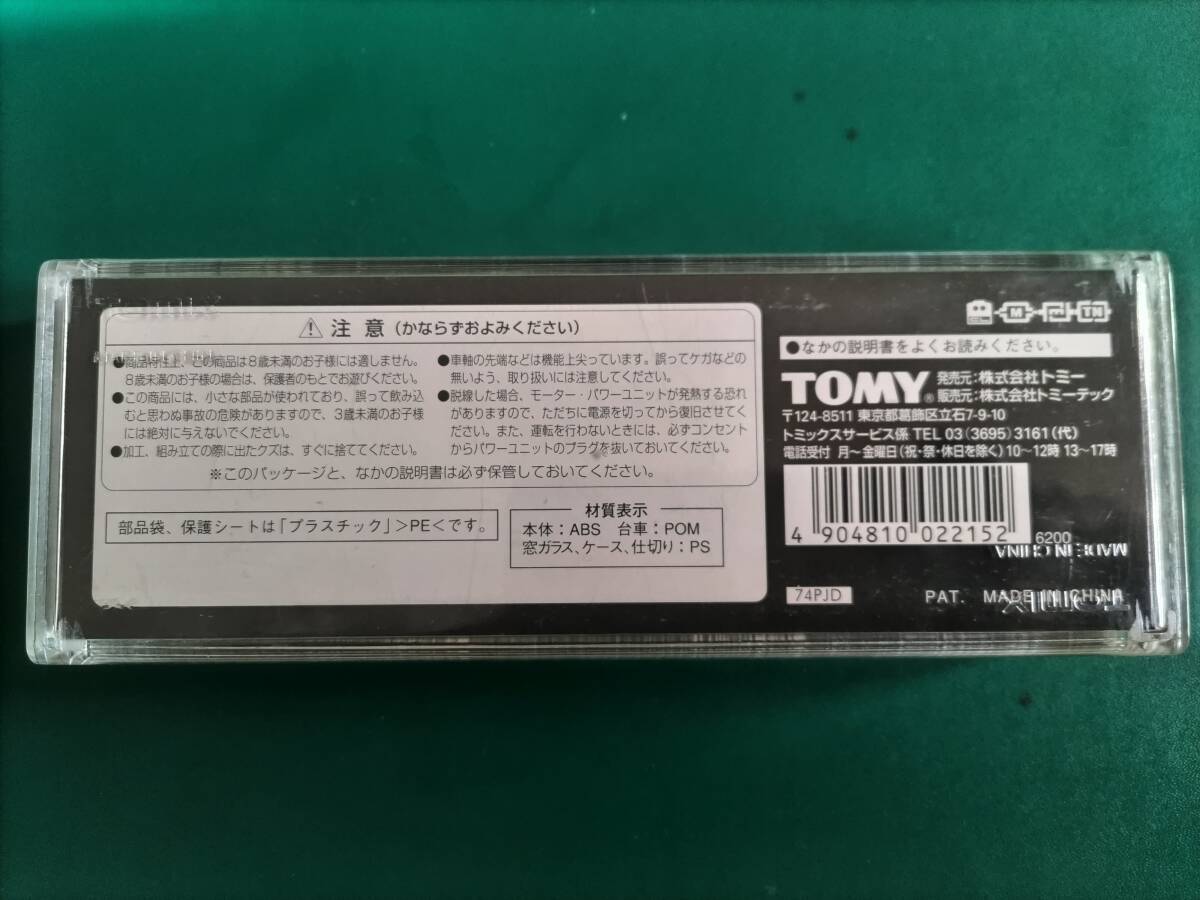 ⚠ 注意 (かならずおよみください)
●商品特性上、この商品は8歳未満のお子様には適しません。
8歳未満のお子様の場合は、保護者のもとでお遊びください。
●この商品には、小さな部品が使われており、誤って飲み込
むと思わぬ事故の危険がありますので、3歳未満のお子様
には絶対に与えないでください。
●加工、組み立ての際に出たクズは、すぐに捨ててください。
●車軸の先端などは機能上尖っています。誤ってケガなどの
無いよう、取り扱いには注意してください。
●脱線した場合、モーター・パワーユニットが発熱する恐れ
がありますので、ただちに電源を切ってから復旧させてく
ださい。また、運転を行わないときには、必ずコンセント
からパワーユニットのプラグを抜いておいてください。
※このパッケージと、なかの説明書は必ず保管しておいてください。
部品袋、保護シートは「プラスチック」>PE<です。
材質表示
本体:ABS 台車:POM
窓ガラス、ケース、仕切り:PS
M TN
●なかの説明書をよくお読みください。
TOMY® 発売元:株式会社トミー
販売元:株式会社トミーテック
〒124-8511 東京都葛飾区立石7-9-10
トミックスサービス係 TEL 03(3695)3161(代)
電話受付 月~金曜日(祝・祭・休日を除く)10~12時 13~17時
4 904810 022152
6200
MADE IN CHINA
74PJD
PAT. MADE IN CHINA
TOMIX